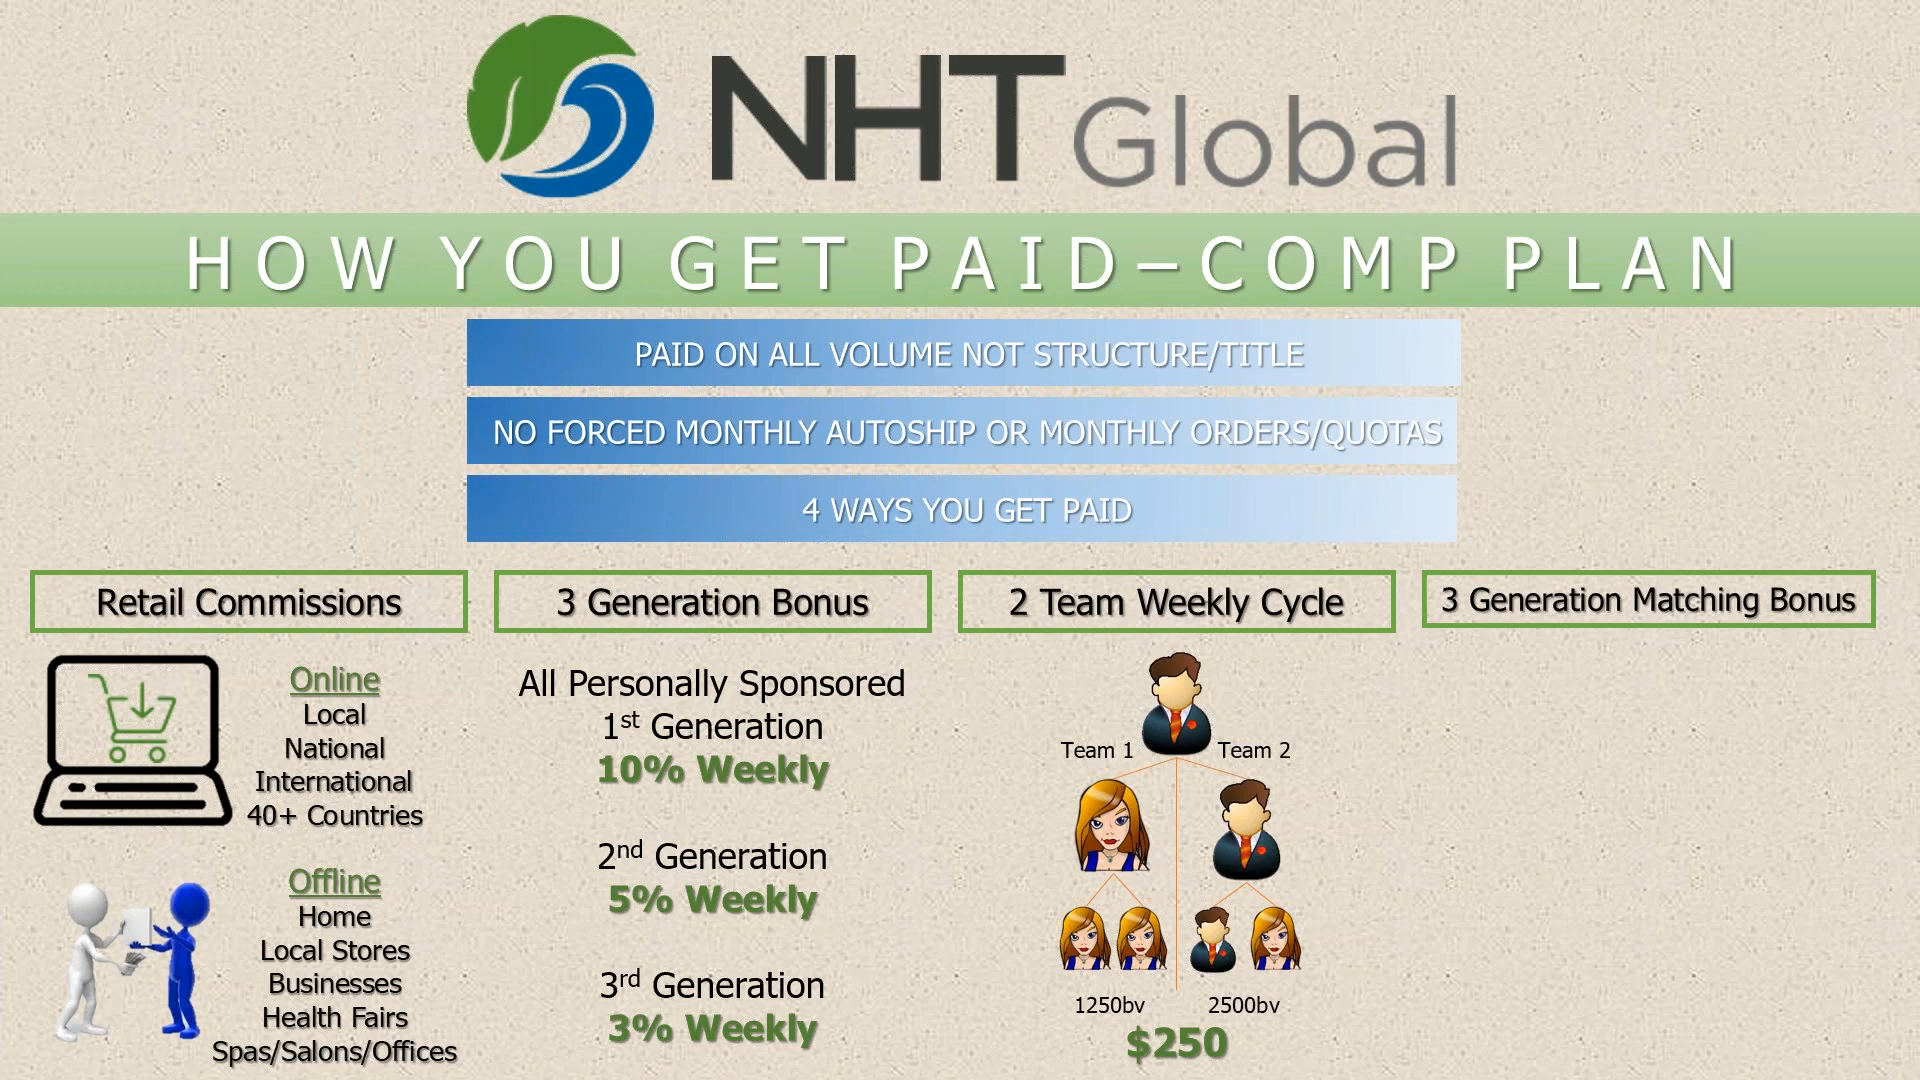 NHT Global
HOW YOU GET PAID–COMP PLAN
PAID ON ALL VOLUME NOT STRUCTURE/TITLE
NO FORCED MONTHLY AUTOSHIP OR MONTHLY ORDERS/QUOTAS
4 WAYS YOU GET PAID
Retail Commissions
Online
Local
National
International
40+ Countries
Offline
Home
Local Stores
Businesses
Health Fairs
Spas/Salons/Offices
3 Generation Bonus
All Personally Sponsored
1st Generation
10% Weekly
2nd Generation
5% Weekly
3rd Generation
3% Weekly
2 Team Weekly Cycle
Team 1 Team 2
1250bv 2500bv
$250
3 Generation Matching Bonus